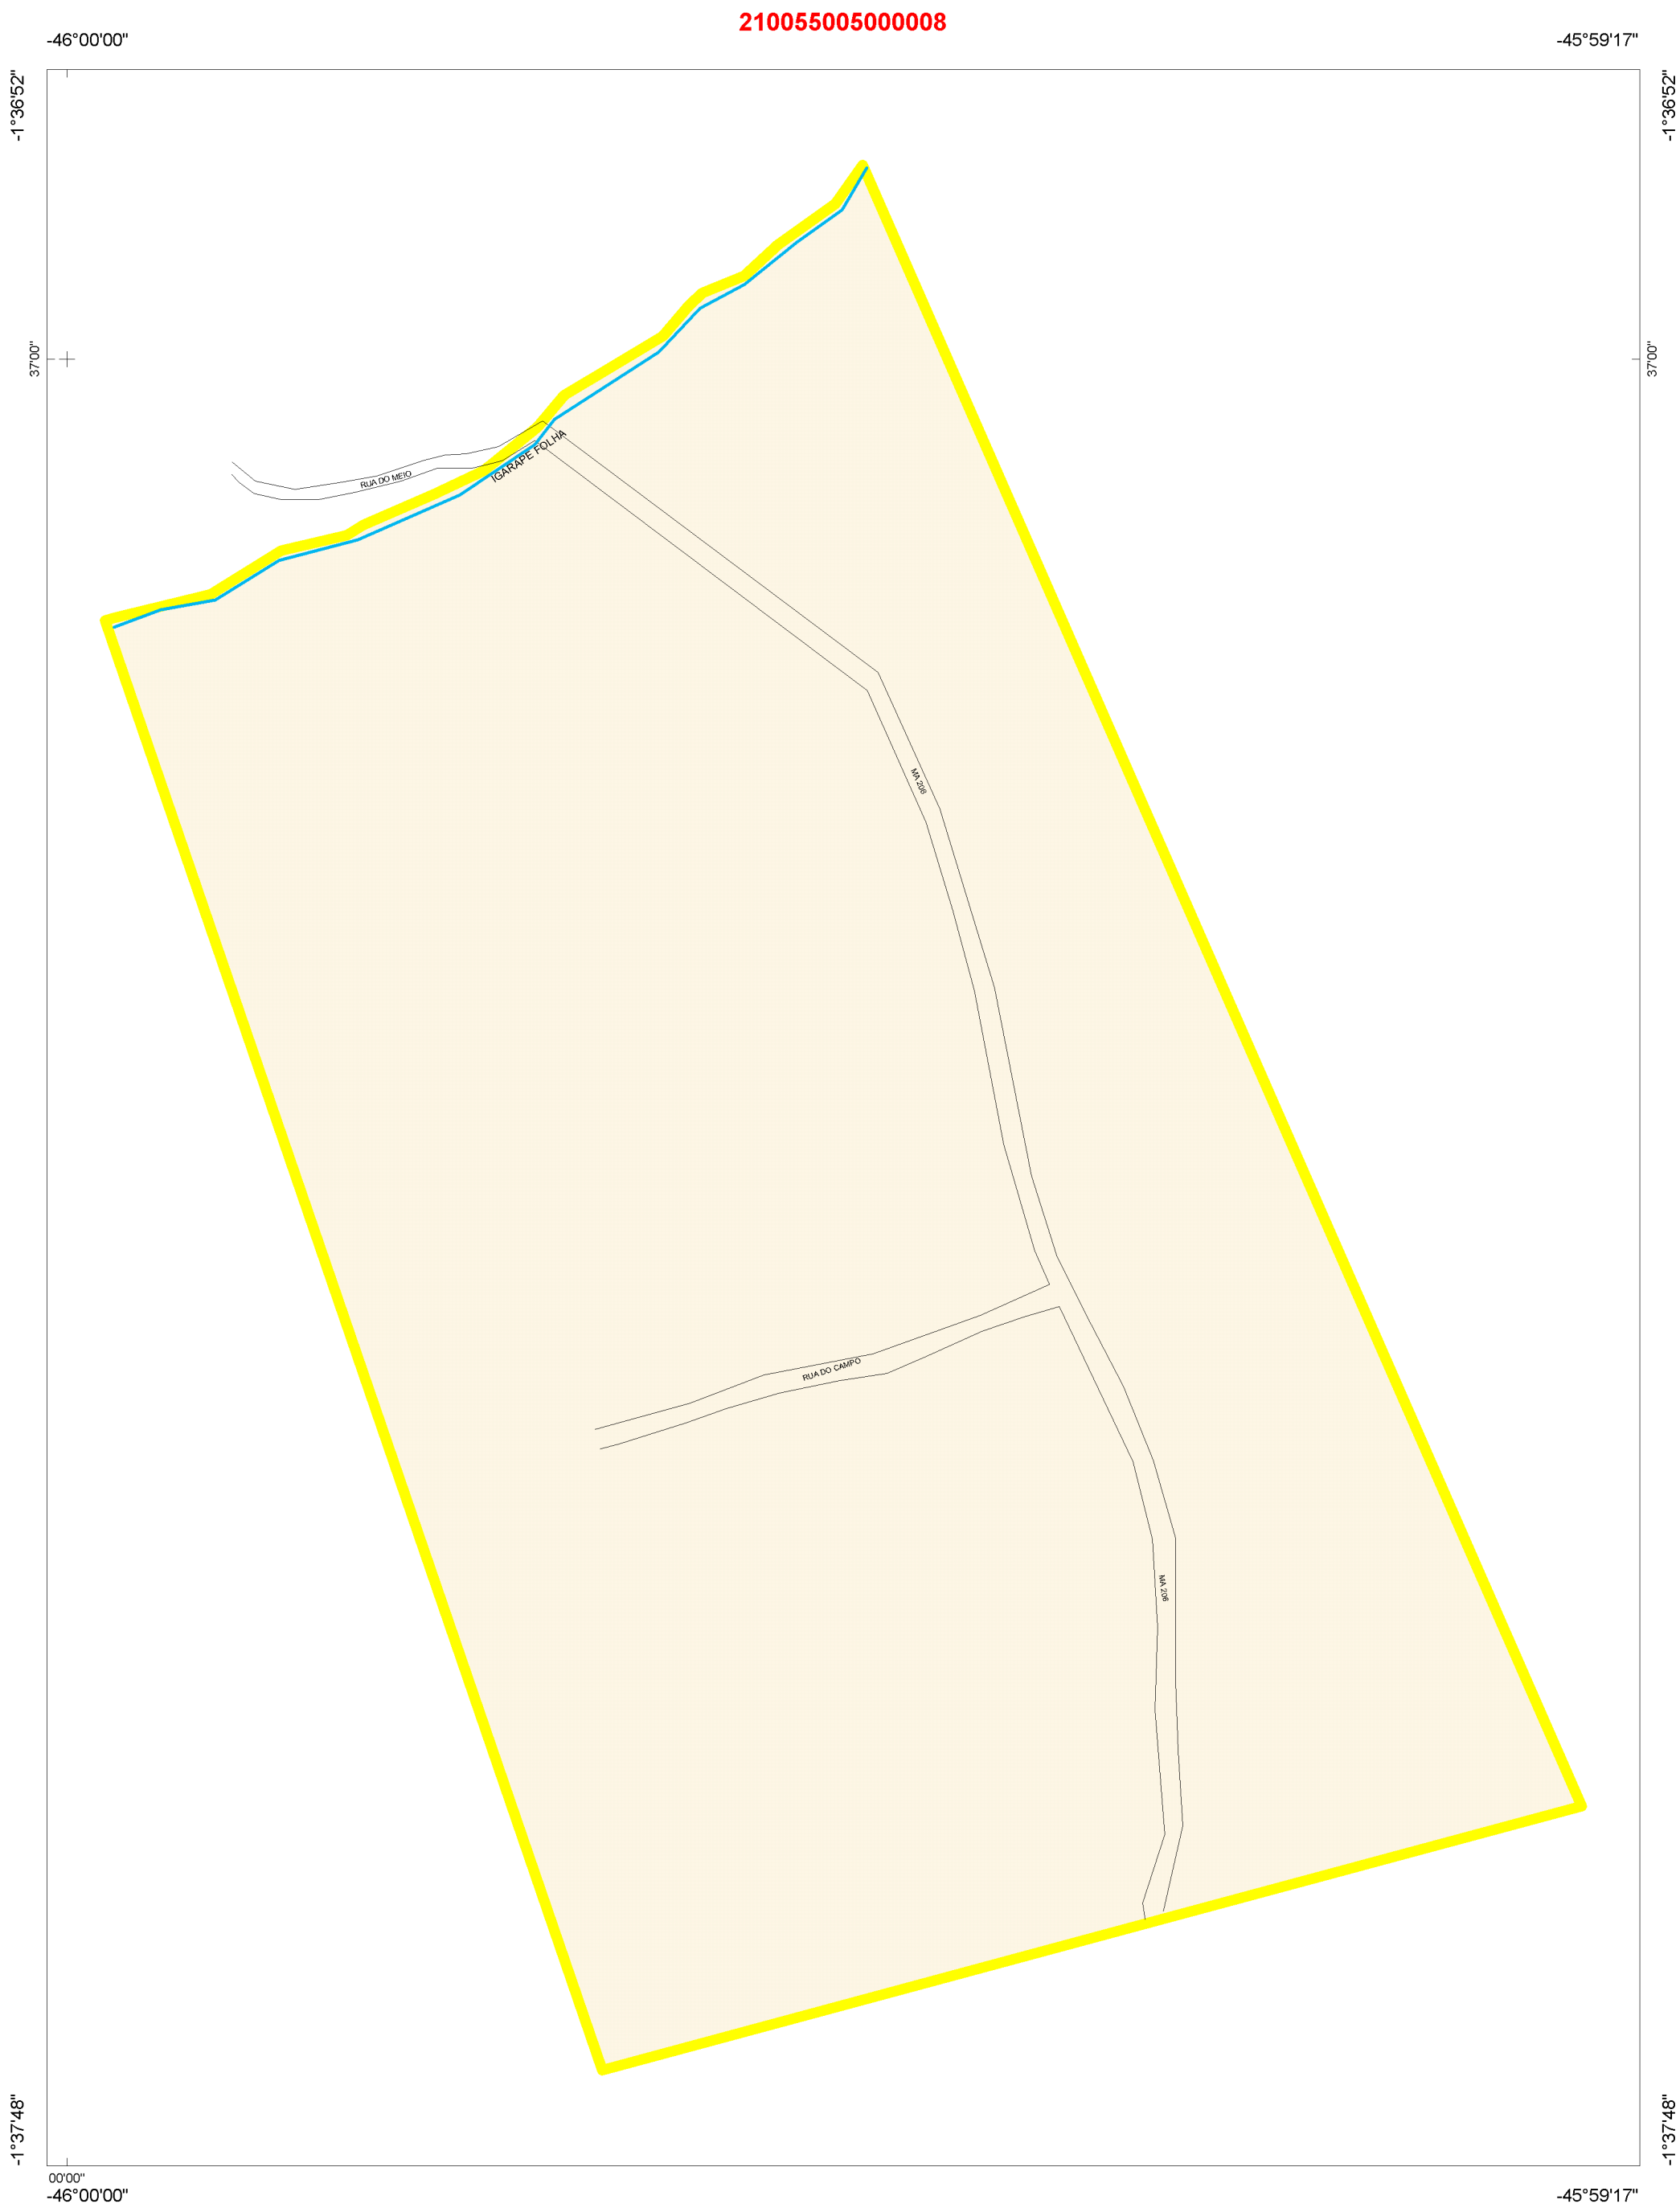 210055005000008
-46°00'00"
-45°59'17"
-1°36'52"
-1°36'52"
37'00"
37'00"
RUA DO MEIO
IGARAPE FOLHA
MA 206
RUA DO CAMPO
MA 206
-1°37'48"
-1°37'48"
00'00"
-46°00'00"
-45°59'17"